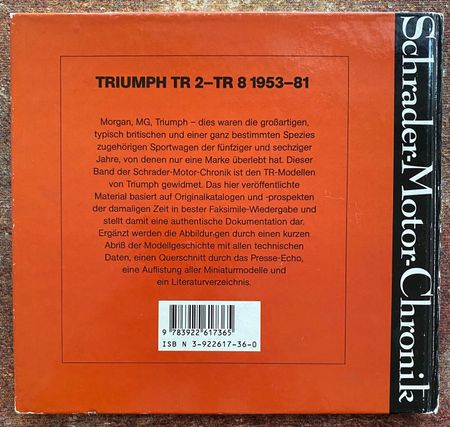 TRIUMPH TR 2–TR 8 1953–81
Morgan, MG, Triumph – dies waren die großartigen,
typisch britischen und einer ganz bestimmten Spezies
zugehörigen Sportwagen der fünfziger und sechziger
Jahre, von denen nur eine Marke überlebt hat. Dieser
Band der Schrader-Motor-Chronik ist den TR-Modellen
von Triumph gewidmet. Das hier veröffentlichte
Material basiert auf Originalkatalogen und -prospekten
der damaligen Zeit in bester Faksimile-Wiedergabe und
stellt damit eine authentische Dokumentation dar.
Ergänzt werden die Abbildungen durch einen kurzen
Abriß der Modellgeschichte mit allen technischen
Daten, einen Querschnitt durch das Presse-Echo,
eine Auflistung aller Miniaturmodelle und
ein Literaturverzeichnis.
9 783922 617365
ISBN 3-922617-36-0
Schrader-Motor-Chronik